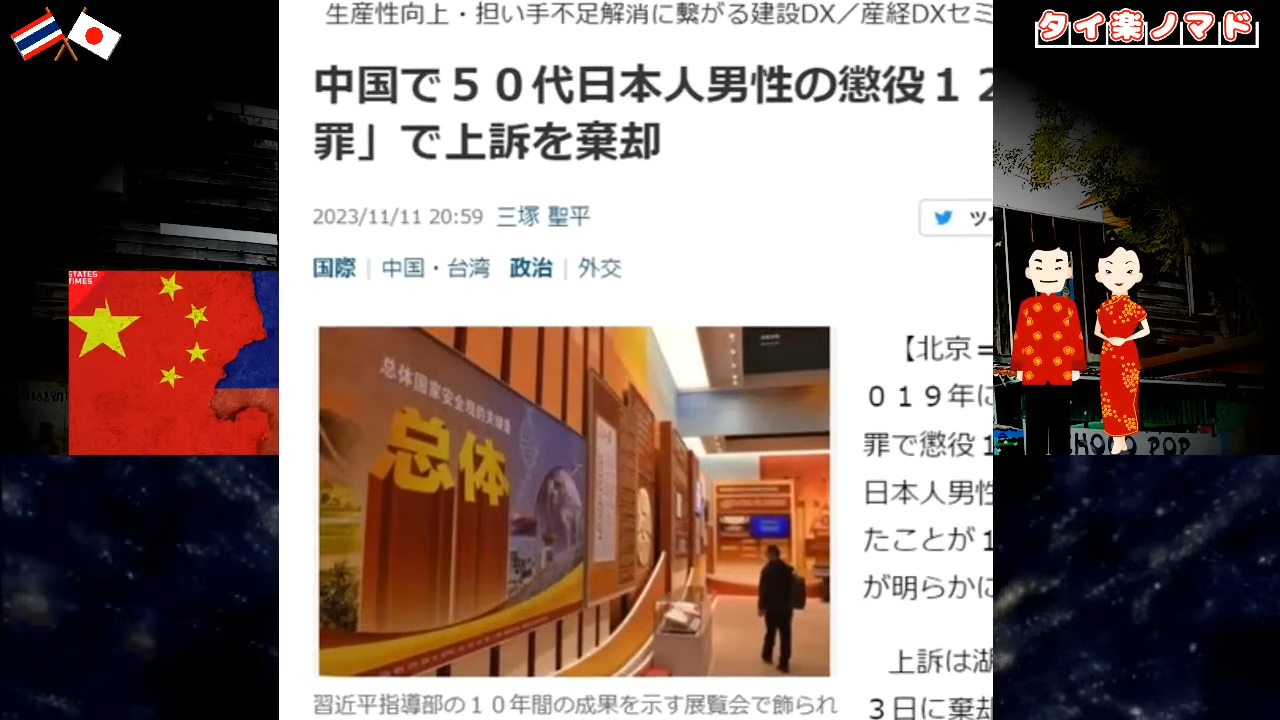 生産性向上・担い手不足解消に繋がる建設DX／産経DXセミ
タイ楽ノマド
中国で５０代日本人男性の懲役１２
罪」で上訴を棄却
2023/11/11 20:59 三塚 聖平
ツイ
国際 | 中国・台湾 政治 | 外交
STATES
TIMES
总体国家安全观的关键是
总体
【北京＝
０１９年に
罪で懲役１
日本人男性
たことが１
が明らかに
上訴は湖
３日に棄却
習近平指導部の１０年間の成果を示す展覧会で飾られ
CHOCO POP